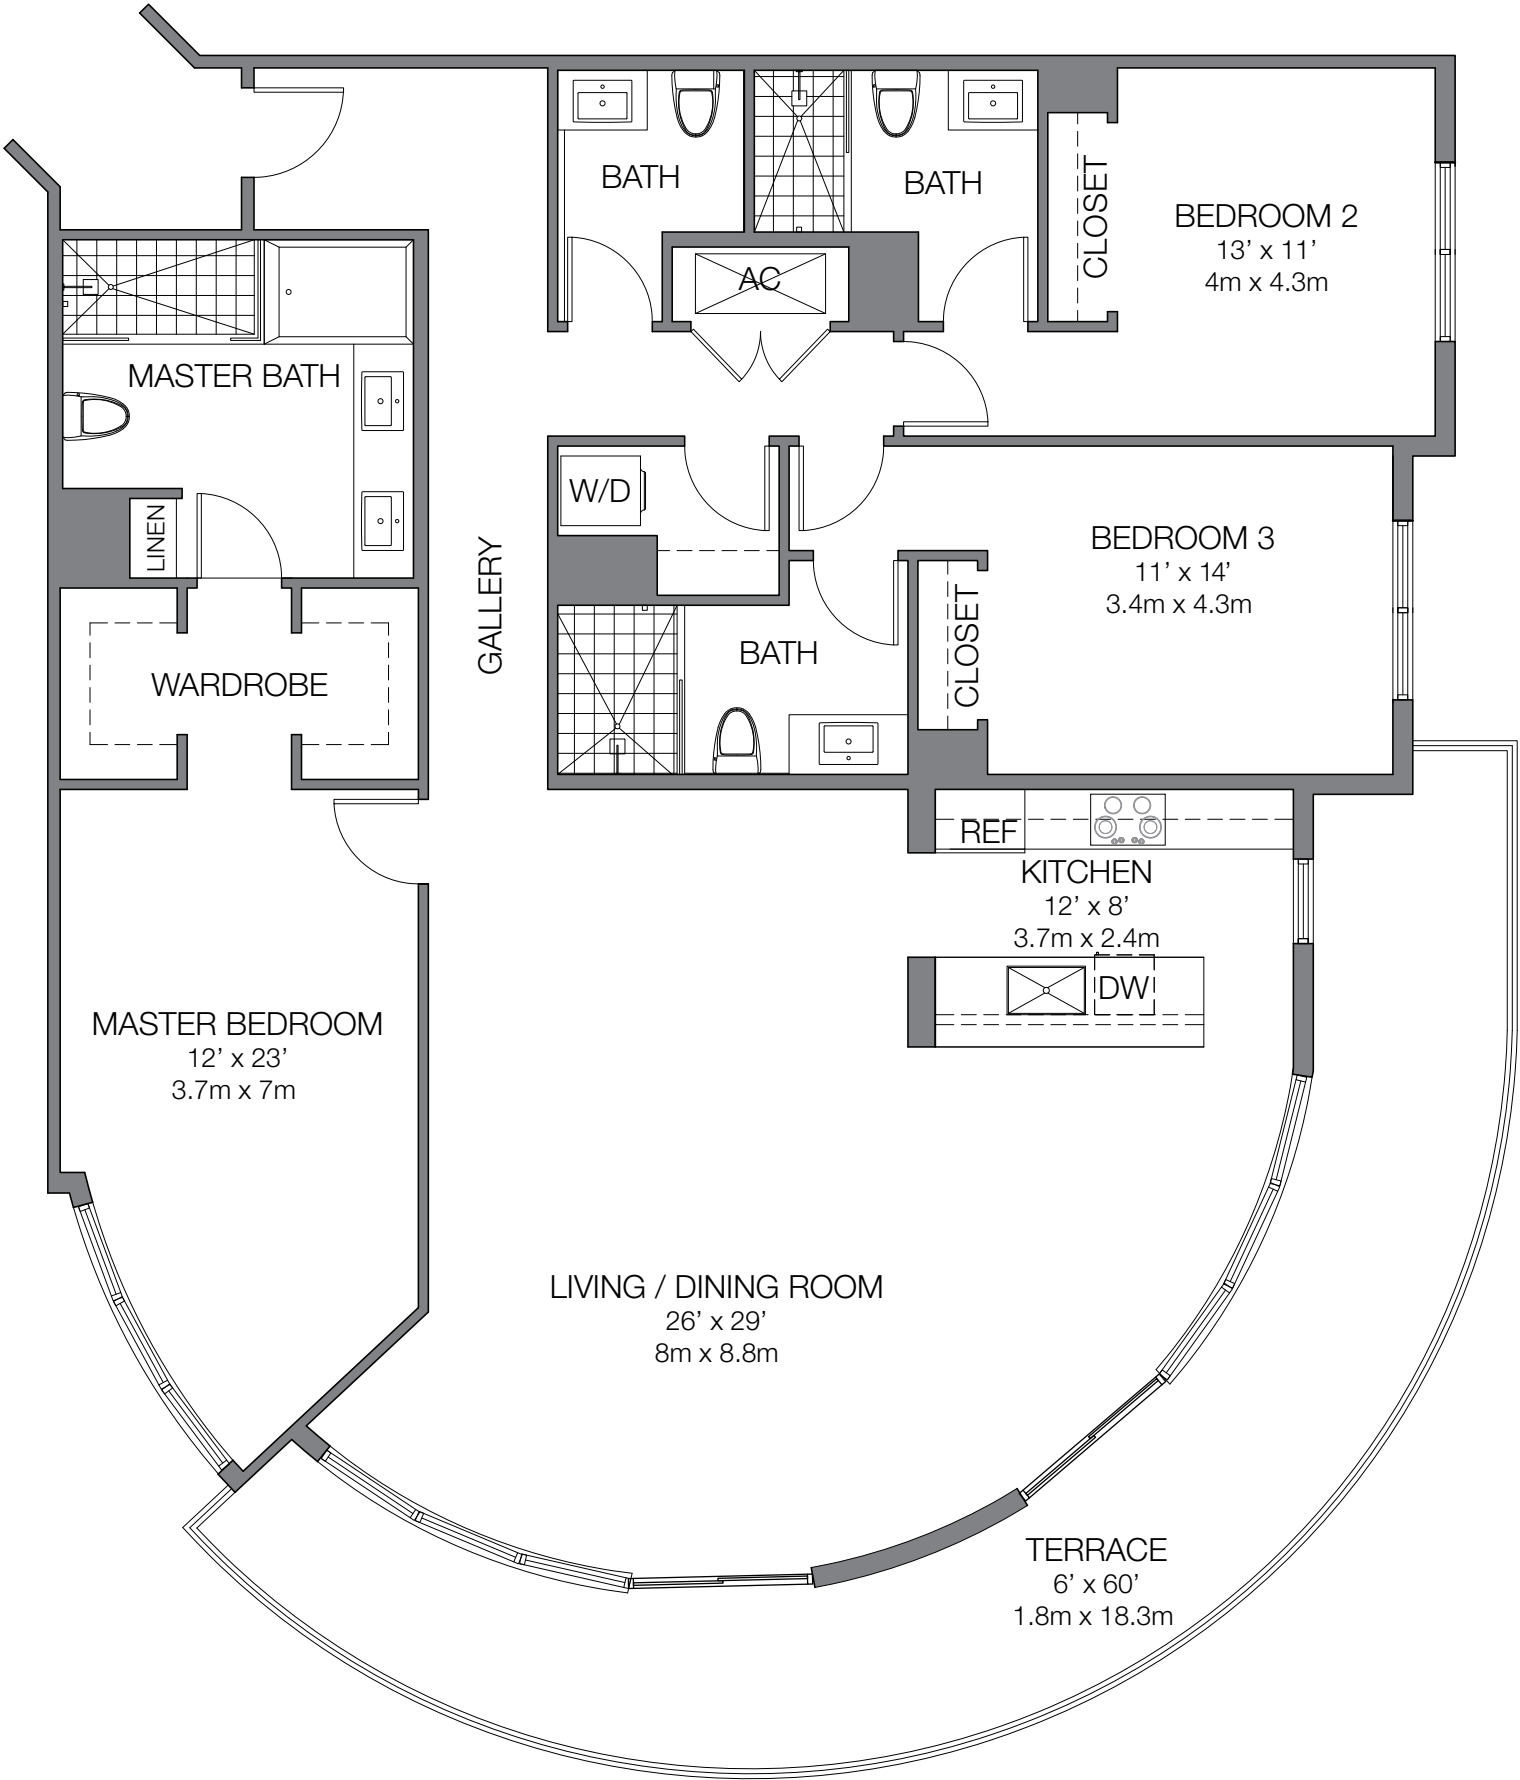 BATH
BATH
CLOSET
BEDROOM 2
13’ x 11’
4m x 4.3m
AC
MASTER BATH
LINEN
W/D
GALLERY
BEDROOM 3
11’ x 14’
3.4m x 4.3m
CLOSET
BATH
WARDROBE
REF
KITCHEN
12’ x 8’
3.7m x 2.4m
DW
MASTER BEDROOM
12’ x 23’
3.7m x 7m
LIVING / DINING ROOM
26’ x 29’
8m x 8.8m
TERRACE
6’ x 60’
1.8m x 18.3m